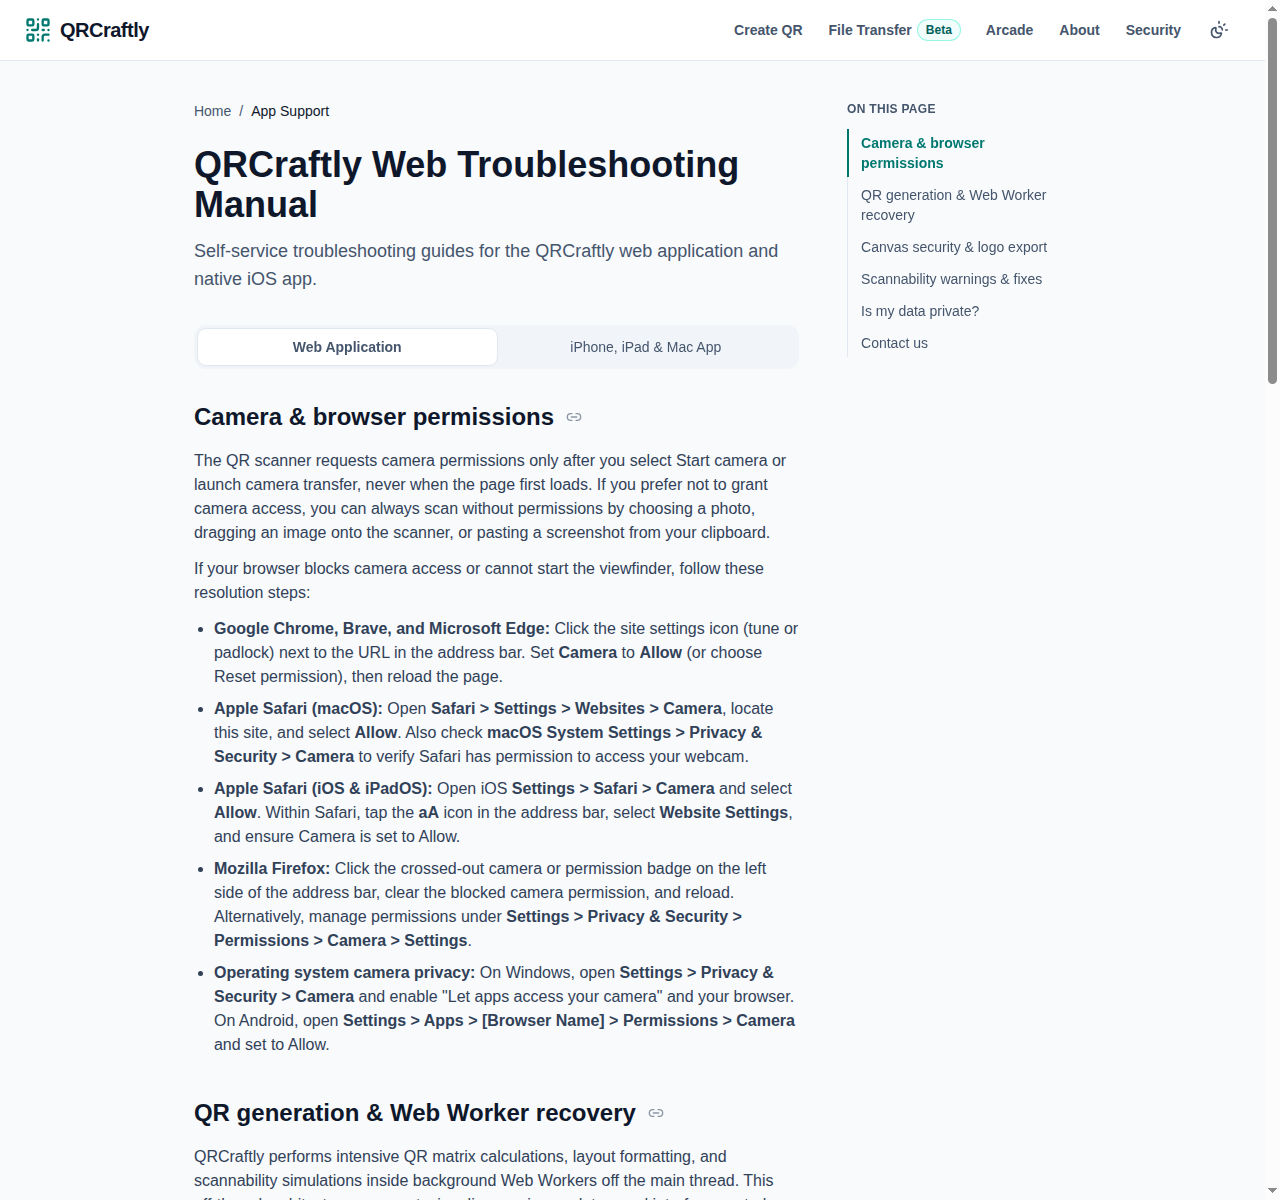 QRCraftly
Create QR
File Transfer Beta
Arcade
About
Security
Home / App Support
QRCraftly Web Troubleshooting
Manual
Self-service troubleshooting guides for the QRCraftly web application and
native iOS app.
Web Application
iPhone, iPad & Mac App
Camera & browser permissions
The QR scanner requests camera permissions only after you select Start camera or
launch camera transfer, never when the page first loads. If you prefer not to grant
camera access, you can always scan without permissions by choosing a photo,
dragging an image onto the scanner, or pasting a screenshot from your clipboard.
If your browser blocks camera access or cannot start the viewfinder, follow these
resolution steps:
• Google Chrome, Brave, and Microsoft Edge: Click the site settings icon (tune or
padlock) next to the URL in the address bar. Set Camera to Allow (or choose
Reset permission), then reload the page.
• Apple Safari (macOS): Open Safari > Settings > Websites > Camera, locate
this site, and select Allow. Also check macOS System Settings > Privacy &
Security > Camera to verify Safari has permission to access your webcam.
• Apple Safari (iOS & iPadOS): Open iOS Settings > Safari > Camera and select
Allow. Within Safari, tap the aA icon in the address bar, select Website Settings,
and ensure Camera is set to Allow.
• Mozilla Firefox: Click the crossed-out camera or permission badge on the left
side of the address bar, clear the blocked camera permission, and reload.
Alternatively, manage permissions under Settings > Privacy & Security >
Permissions > Camera > Settings.
• Operating system camera privacy: On Windows, open Settings > Privacy &
Security > Camera and enable "Let apps access your camera" and your browser.
On Android, open Settings > Apps > [Browser Name] > Permissions > Camera
and set to Allow.
QR generation & Web Worker recovery
QRCraftly performs intensive QR matrix calculations, layout formatting, and
scannability simulations inside background Web Workers off the main thread. This
ON THIS PAGE
Camera & browser
permissions
QR generation & Web Worker
recovery
Canvas security & logo export
Scannability warnings & fixes
Is my data private?
Contact us